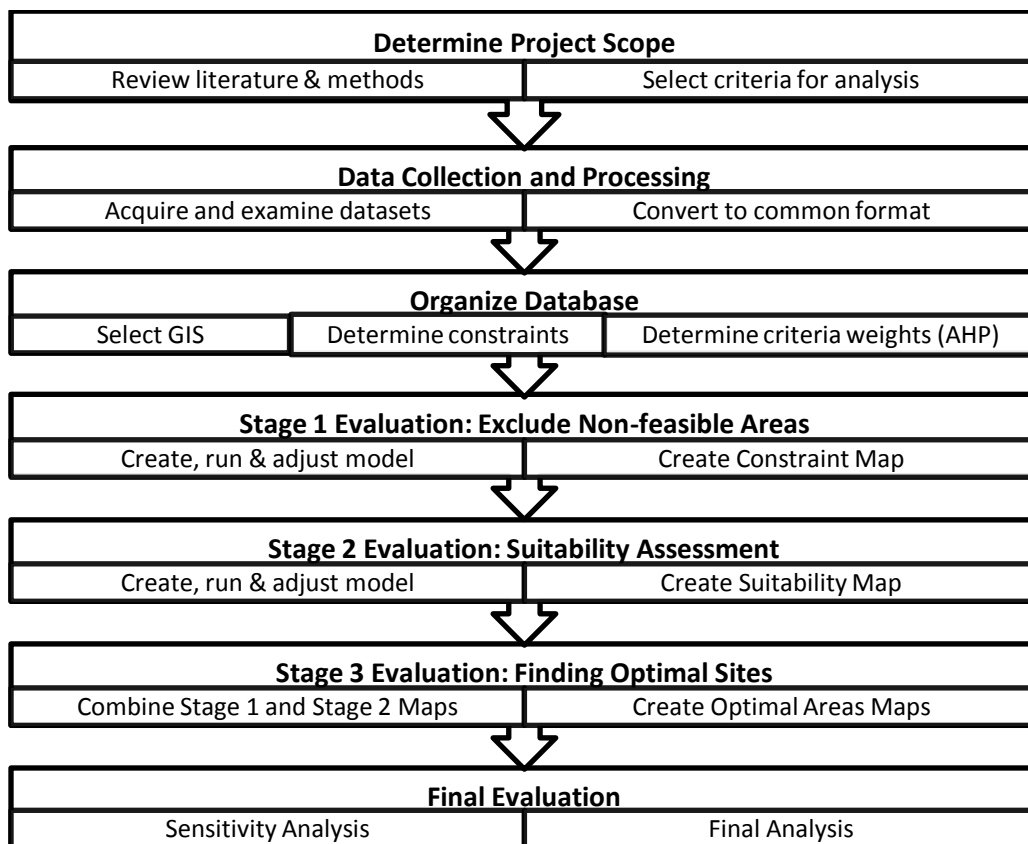 Determine Project Scope
Review literature & methods
Select criteria for analysis
Data Collection and Processing
Acquire and examine datasets
Convert to common format
Organize Database
Select GIS
Determine constraints
Determine criteria weights (AHP)
Stage 1 Evaluation: Exclude Non-feasible Areas
Create, run & adjust model
Create Constraint Map
Stage 2 Evaluation: Suitability Assessment
Create, run & adjust model
Create Suitability Map
Stage 3 Evaluation: Finding Optimal Sites
Combine Stage 1 and Stage 2 Maps
Create Optimal Areas Maps
Final Evaluation
Sensitivity Analysis
Final Analysis